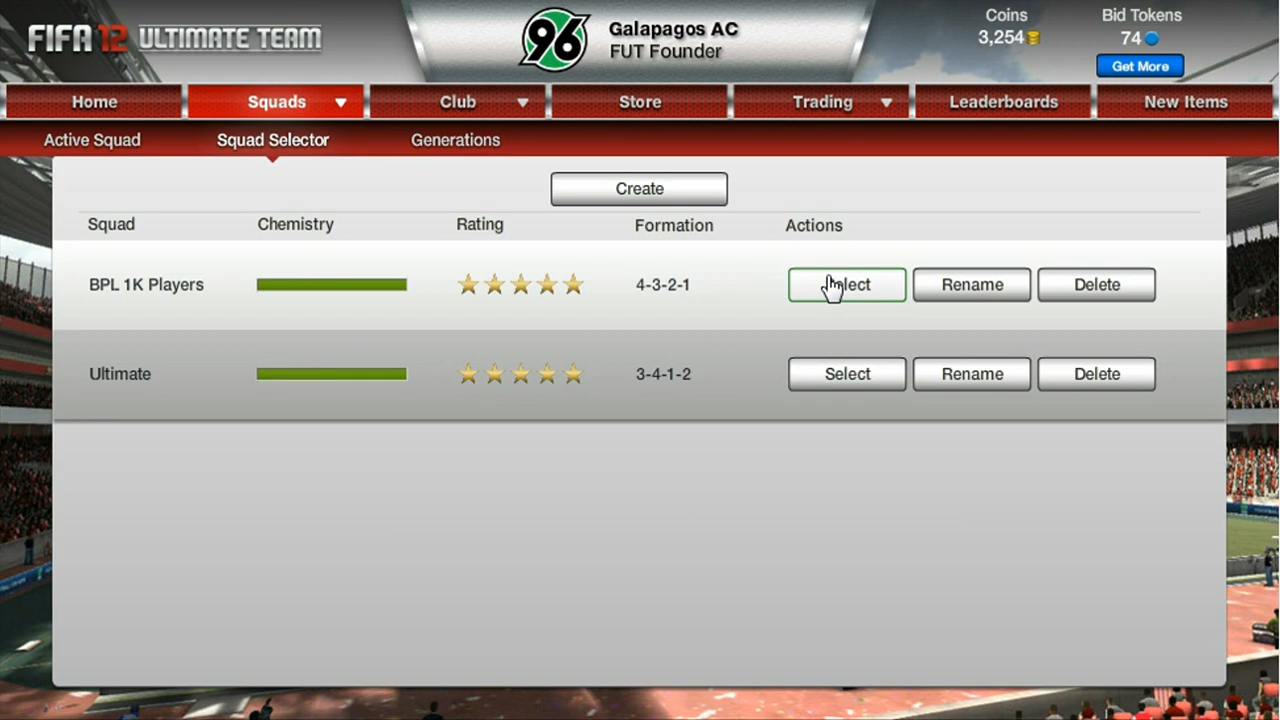 FIFA 12 ULTIMATE TEAM
96
Galapagos AC
FUT Founder
Coins
3,254
Bid Tokens
74
Get More
Home
Squads
Club
Store
Trading
Leaderboards
New Items
Active Squad
Squad Selector
Generations
Create
Squad
Chemistry
Rating
Formation
Actions
BPL 1K Players
4-3-2-1
Select
Rename
Delete
Ultimate
3-4-1-2
Select
Rename
Delete